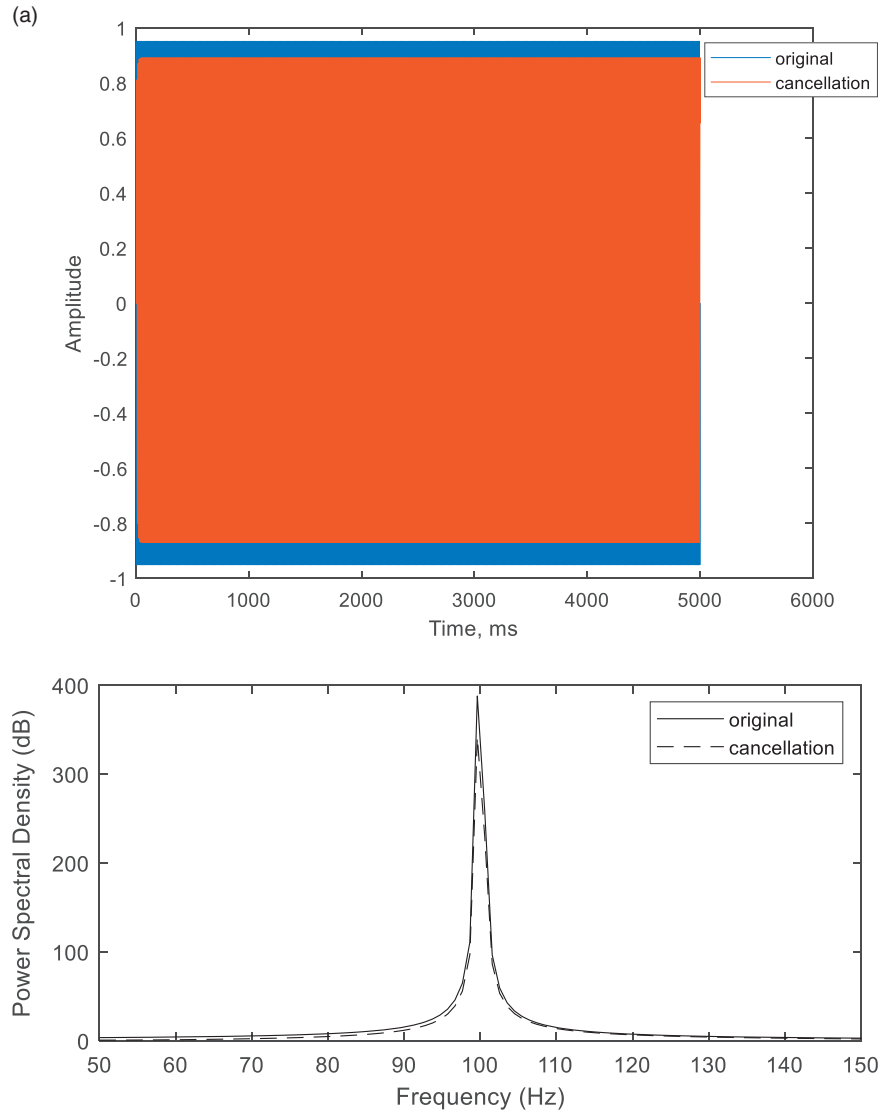 (a)
1
0.8
0.6
0.4
0.2
0
-0.2
-0.4
-0.6
-0.8
-1
Amplitude
0 1000 2000 3000 4000 5000 6000
Time, ms
original
cancellation
400
300
200
100
0
Power Spectral Density (dB)
50 60 70 80 90 100 110 120 130 140 150
Frequency (Hz)
original
cancellation